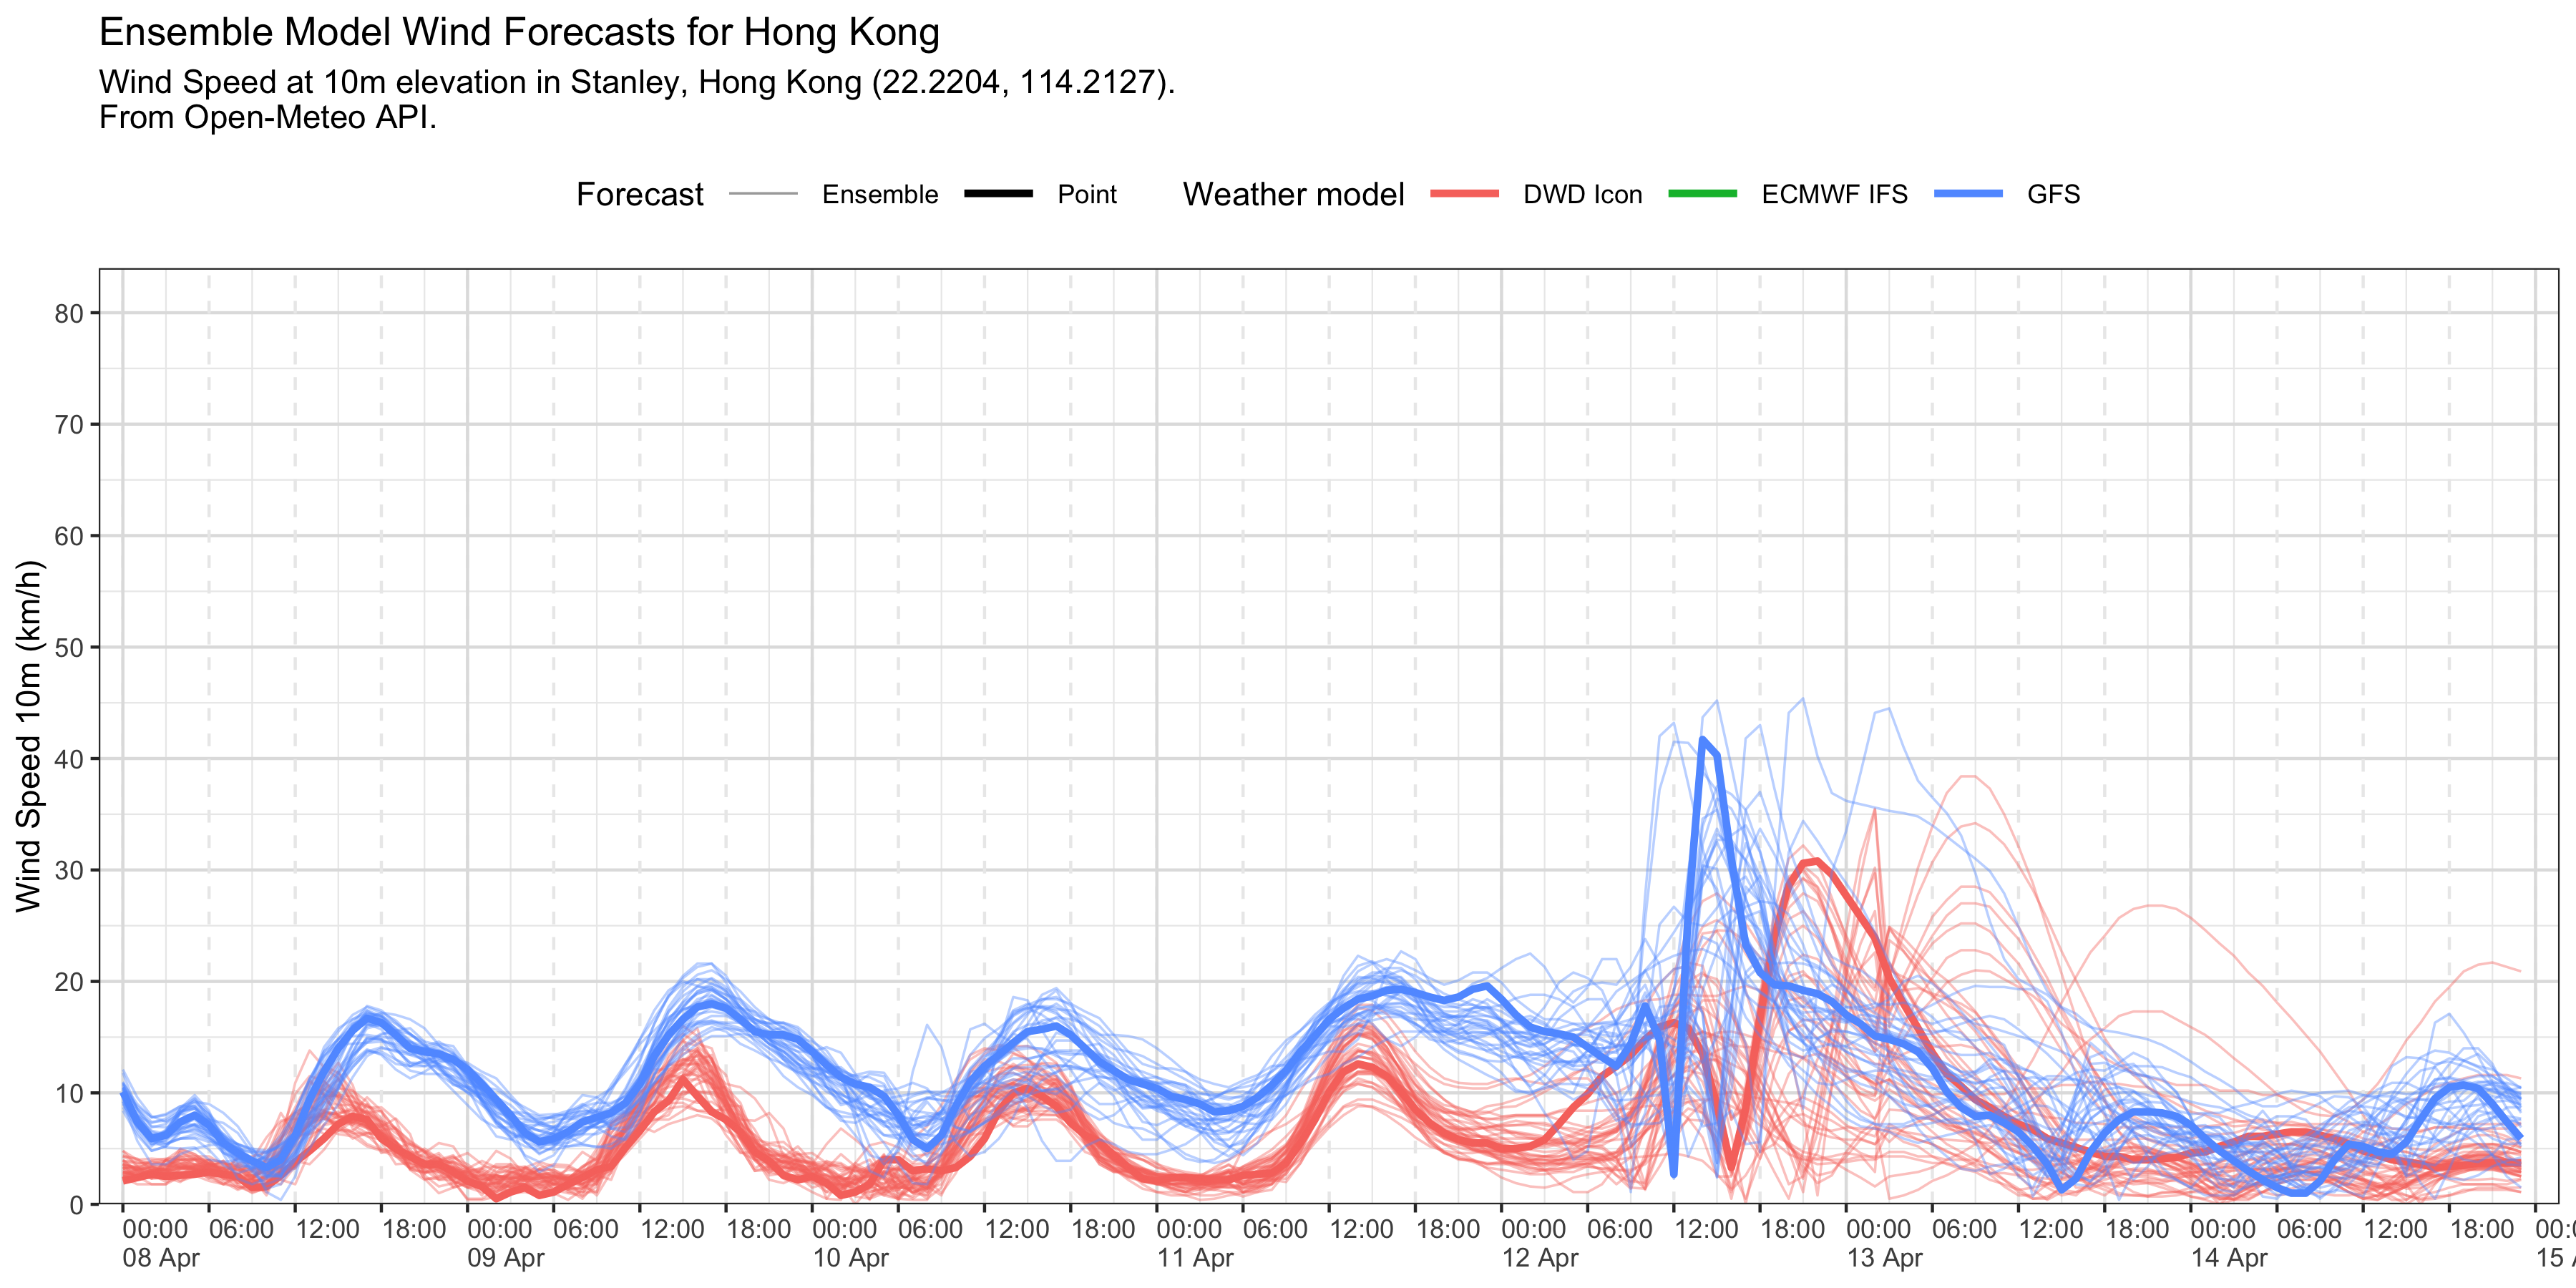 Ensemble Model Wind Forecasts for Hong Kong
Wind Speed at 10m elevation in Stanley, Hong Kong (22.2204, 114.2127).
From Open-Meteo API.
Forecast Ensemble Point Weather model DWD Icon ECMWF IFS GFS
80
70
60
50
40
30
20
10
0
Wind Speed 10m (km/h)
00:00 06:00 12:00 18:00 00:00 06:00 12:00 18:00 00:00 06:00 12:00 18:00 00:00 06:00 12:00 18:00 00:00 06:00 12:00 18:00 00:00 06:00 12:00 18:00 00:00 06:00 12:00 18:00 00:0
08 Apr 09 Apr 10 Apr 11 Apr 12 Apr 13 Apr 14 Apr 15